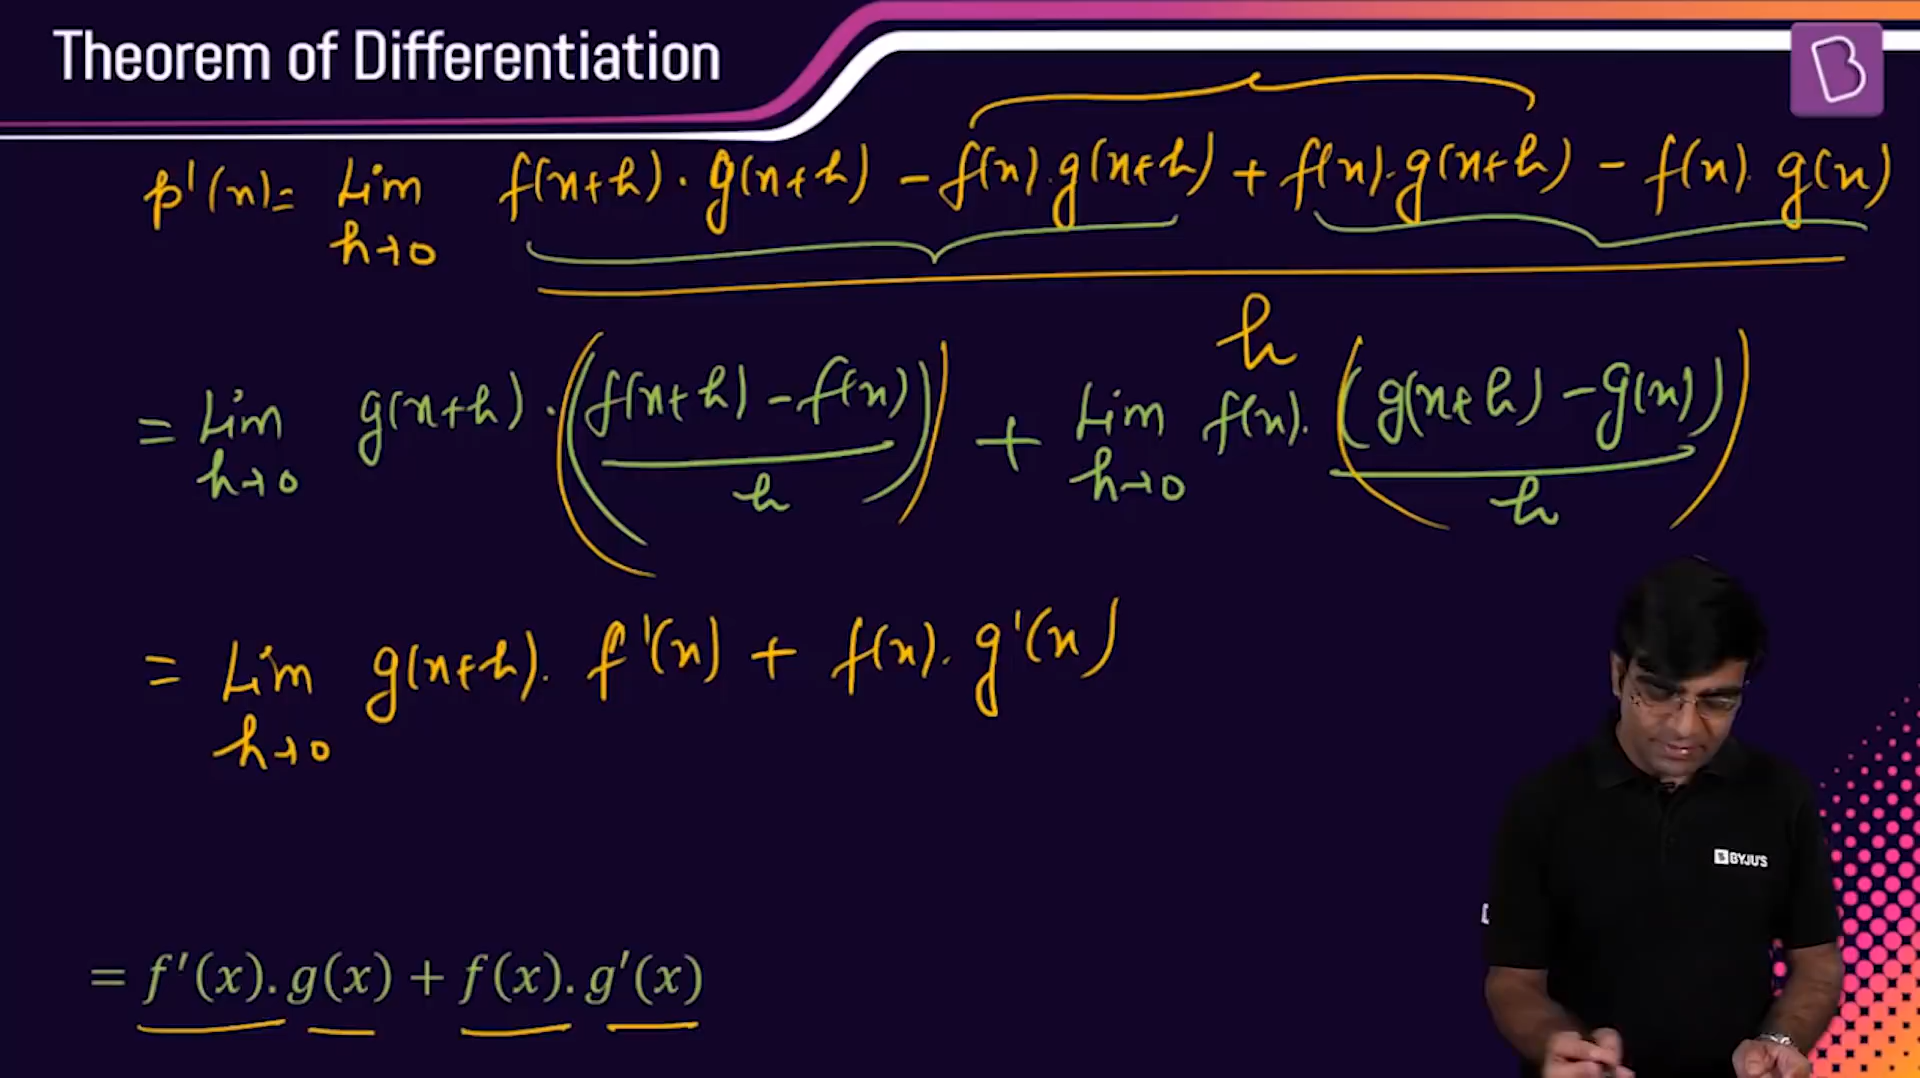 Theorem of Differentiation
p'(x) = Lim f(x+h) . g(x+h) - f(x) . g(x+h) + f(x) . g(x+h) - f(x) . g(x)
h→0
h
= Lim g(x+h) . (f(x+h) - f(x)) + Lim f(x) . (g(x+h) - g(x))
h→0 h h→0 h
= Lim g(x+h) . f'(x) + f(x) . g'(x)
h→0
BYJU'S
= f′(x). g(x) + f(x). g′(x)